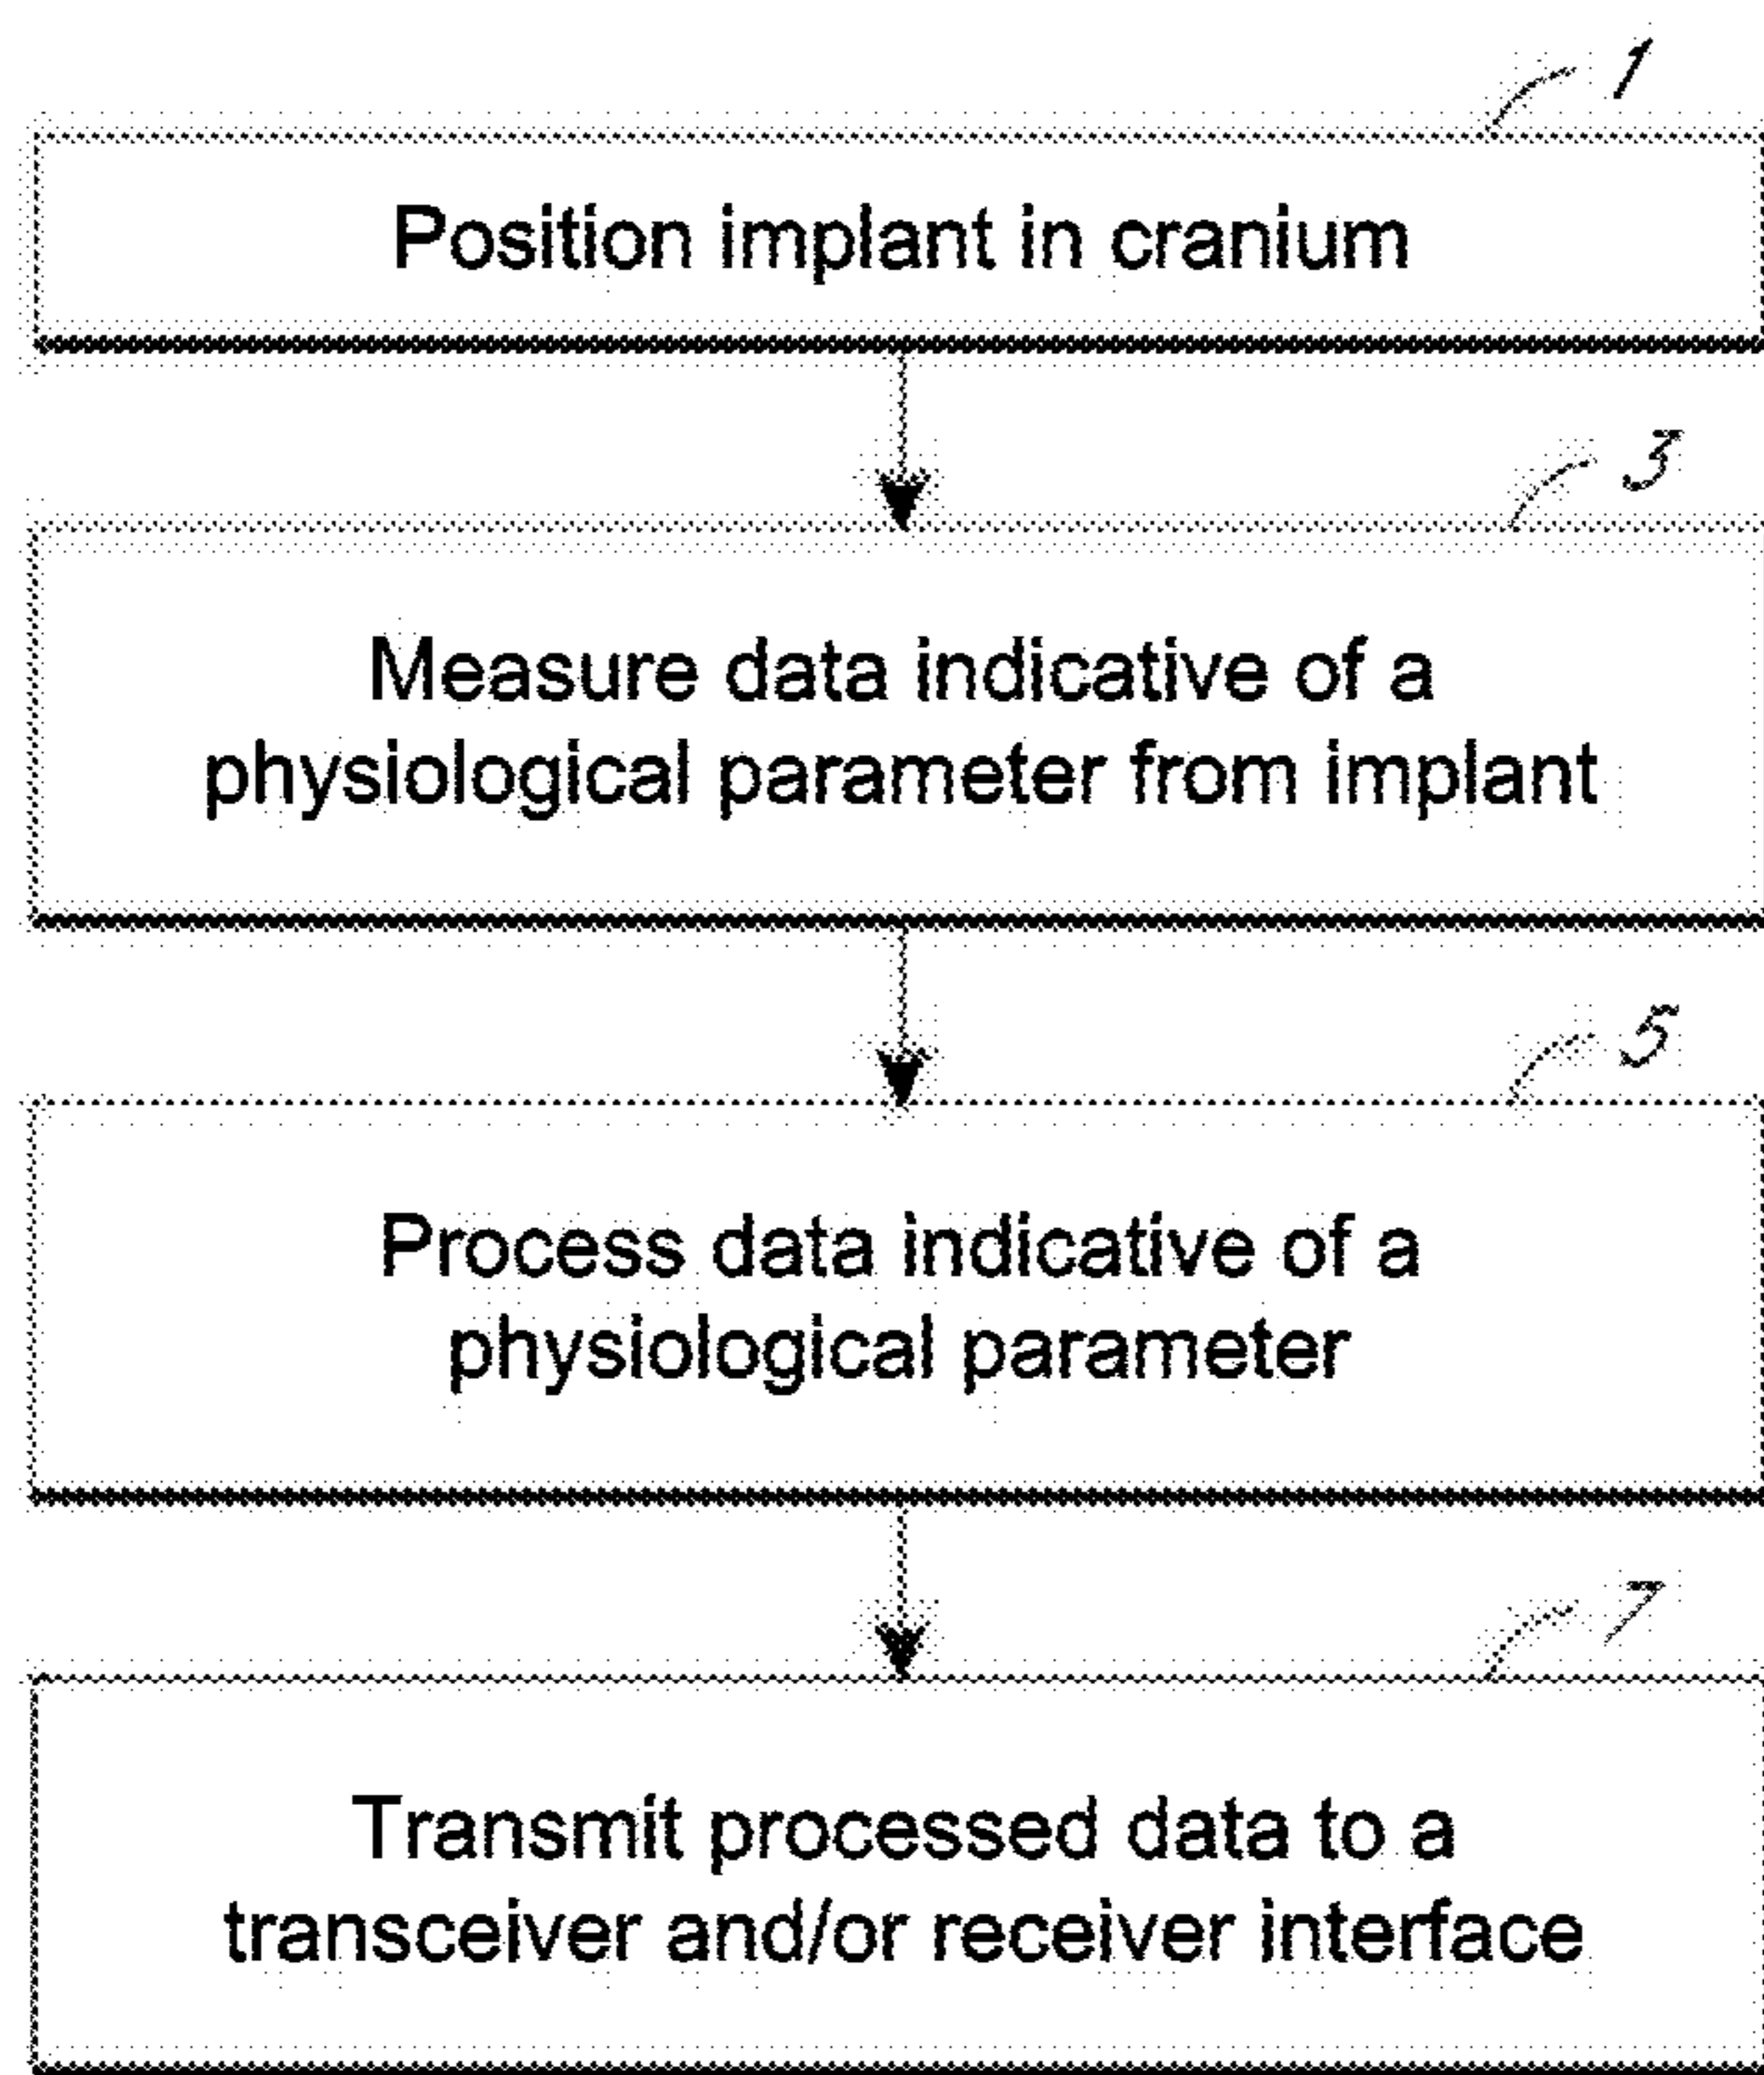 1
Position implant in cranium
3
Measure data indicative of a
physiological parameter from implant
5
Process data indicative of a
physiological parameter
7
Transmit processed data to a
transceiver and/or receiver interface